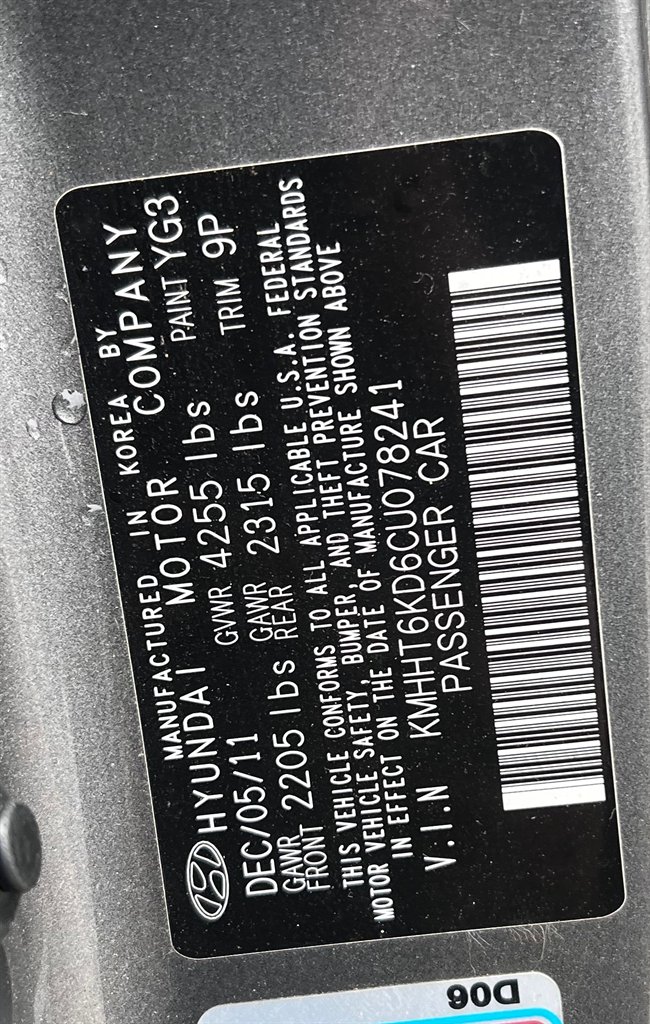 MANUFACTURED IN KOREA BY
HYUNDAI MOTOR COMPANY
DEC/05/11 GVWR 4255 lbs PAINT YG3
GAWR FRONT 2205 lbs GAWR REAR 2315 lbs TRIM 9P
THIS VEHICLE CONFORMS TO ALL APPLICABLE U.S.A. FEDERAL
MOTOR VEHICLE SAFETY, BUMPER, AND THEFT PREVENTION STANDARDS
IN EFFECT ON THE DATE OF MANUFACTURE SHOWN ABOVE
V.I.N KMHHT6KD6CU078241
PASSENGER CAR
D06